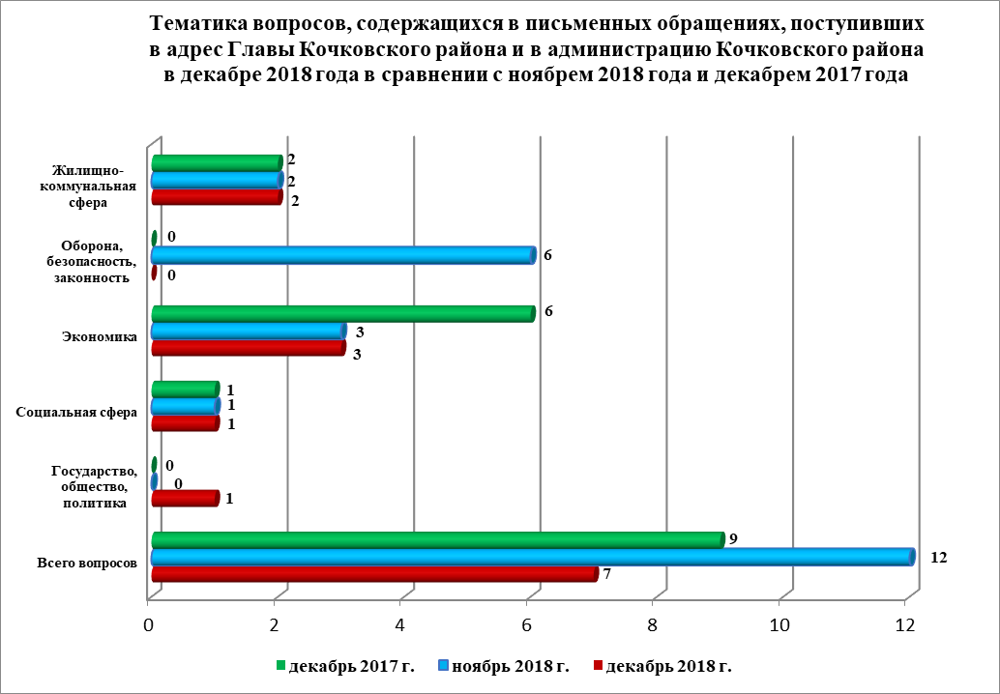 Тематика вопросов, содержащихся в письменных обращениях, поступивших
в адрес Главы Кочковского района и в администрацию Кочковского района
в декабре 2018 года в сравнении с ноябрем 2018 года и декабрем 2017 года
Жилищно-
коммунальная
сфера
2
2
2
Оборона,
безопасность,
законность
0
6
0
Экономика
6
3
3
Социальная сфера
1
1
1
Государство,
общество,
политика
0
0
1
Всего вопросов
9
12
7
0 2 4 6 8 10 12
декабрь 2017 г. ноябрь 2018 г. декабрь 2018 г.